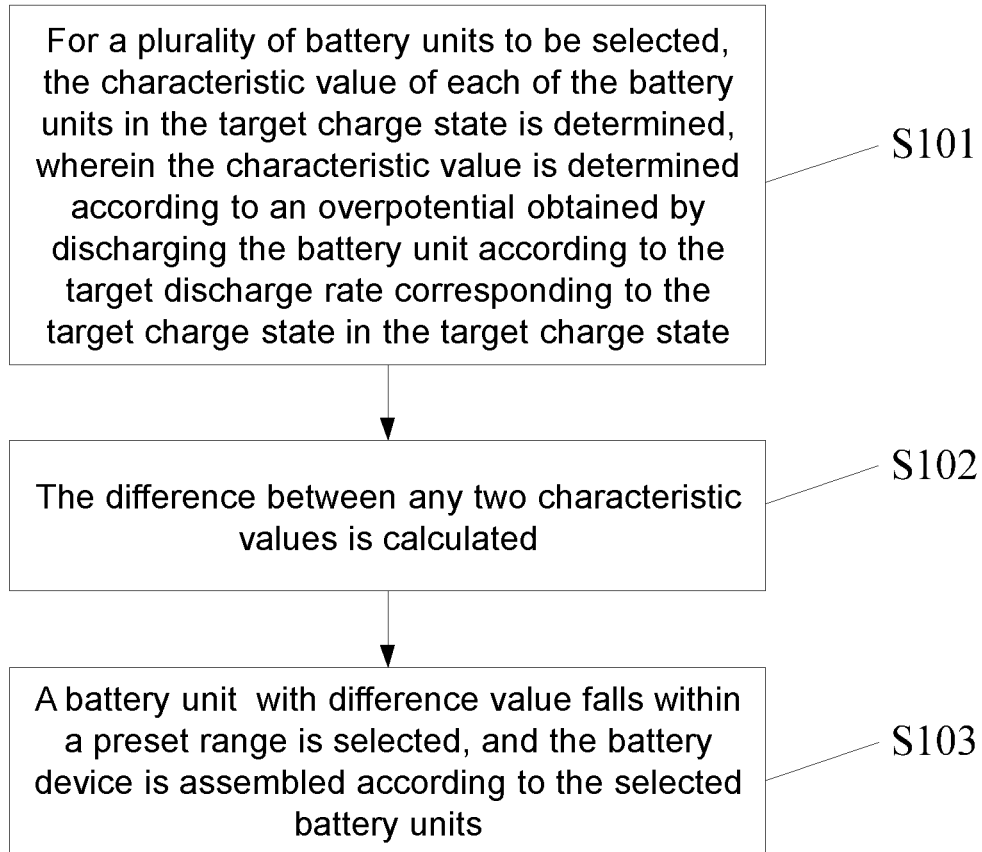 For a plurality of battery units to be selected,
the characteristic value of each of the battery
units in the target charge state is determined,
wherein the characteristic value is determined
according to an overpotential obtained by
discharging the battery unit according to the
target discharge rate corresponding to the
target charge state in the target charge state
S101
The difference between any two characteristic
values is calculated
S102
A battery unit  with difference value falls within
a preset range is selected, and the battery
device is assembled according to the selected
battery units
S103